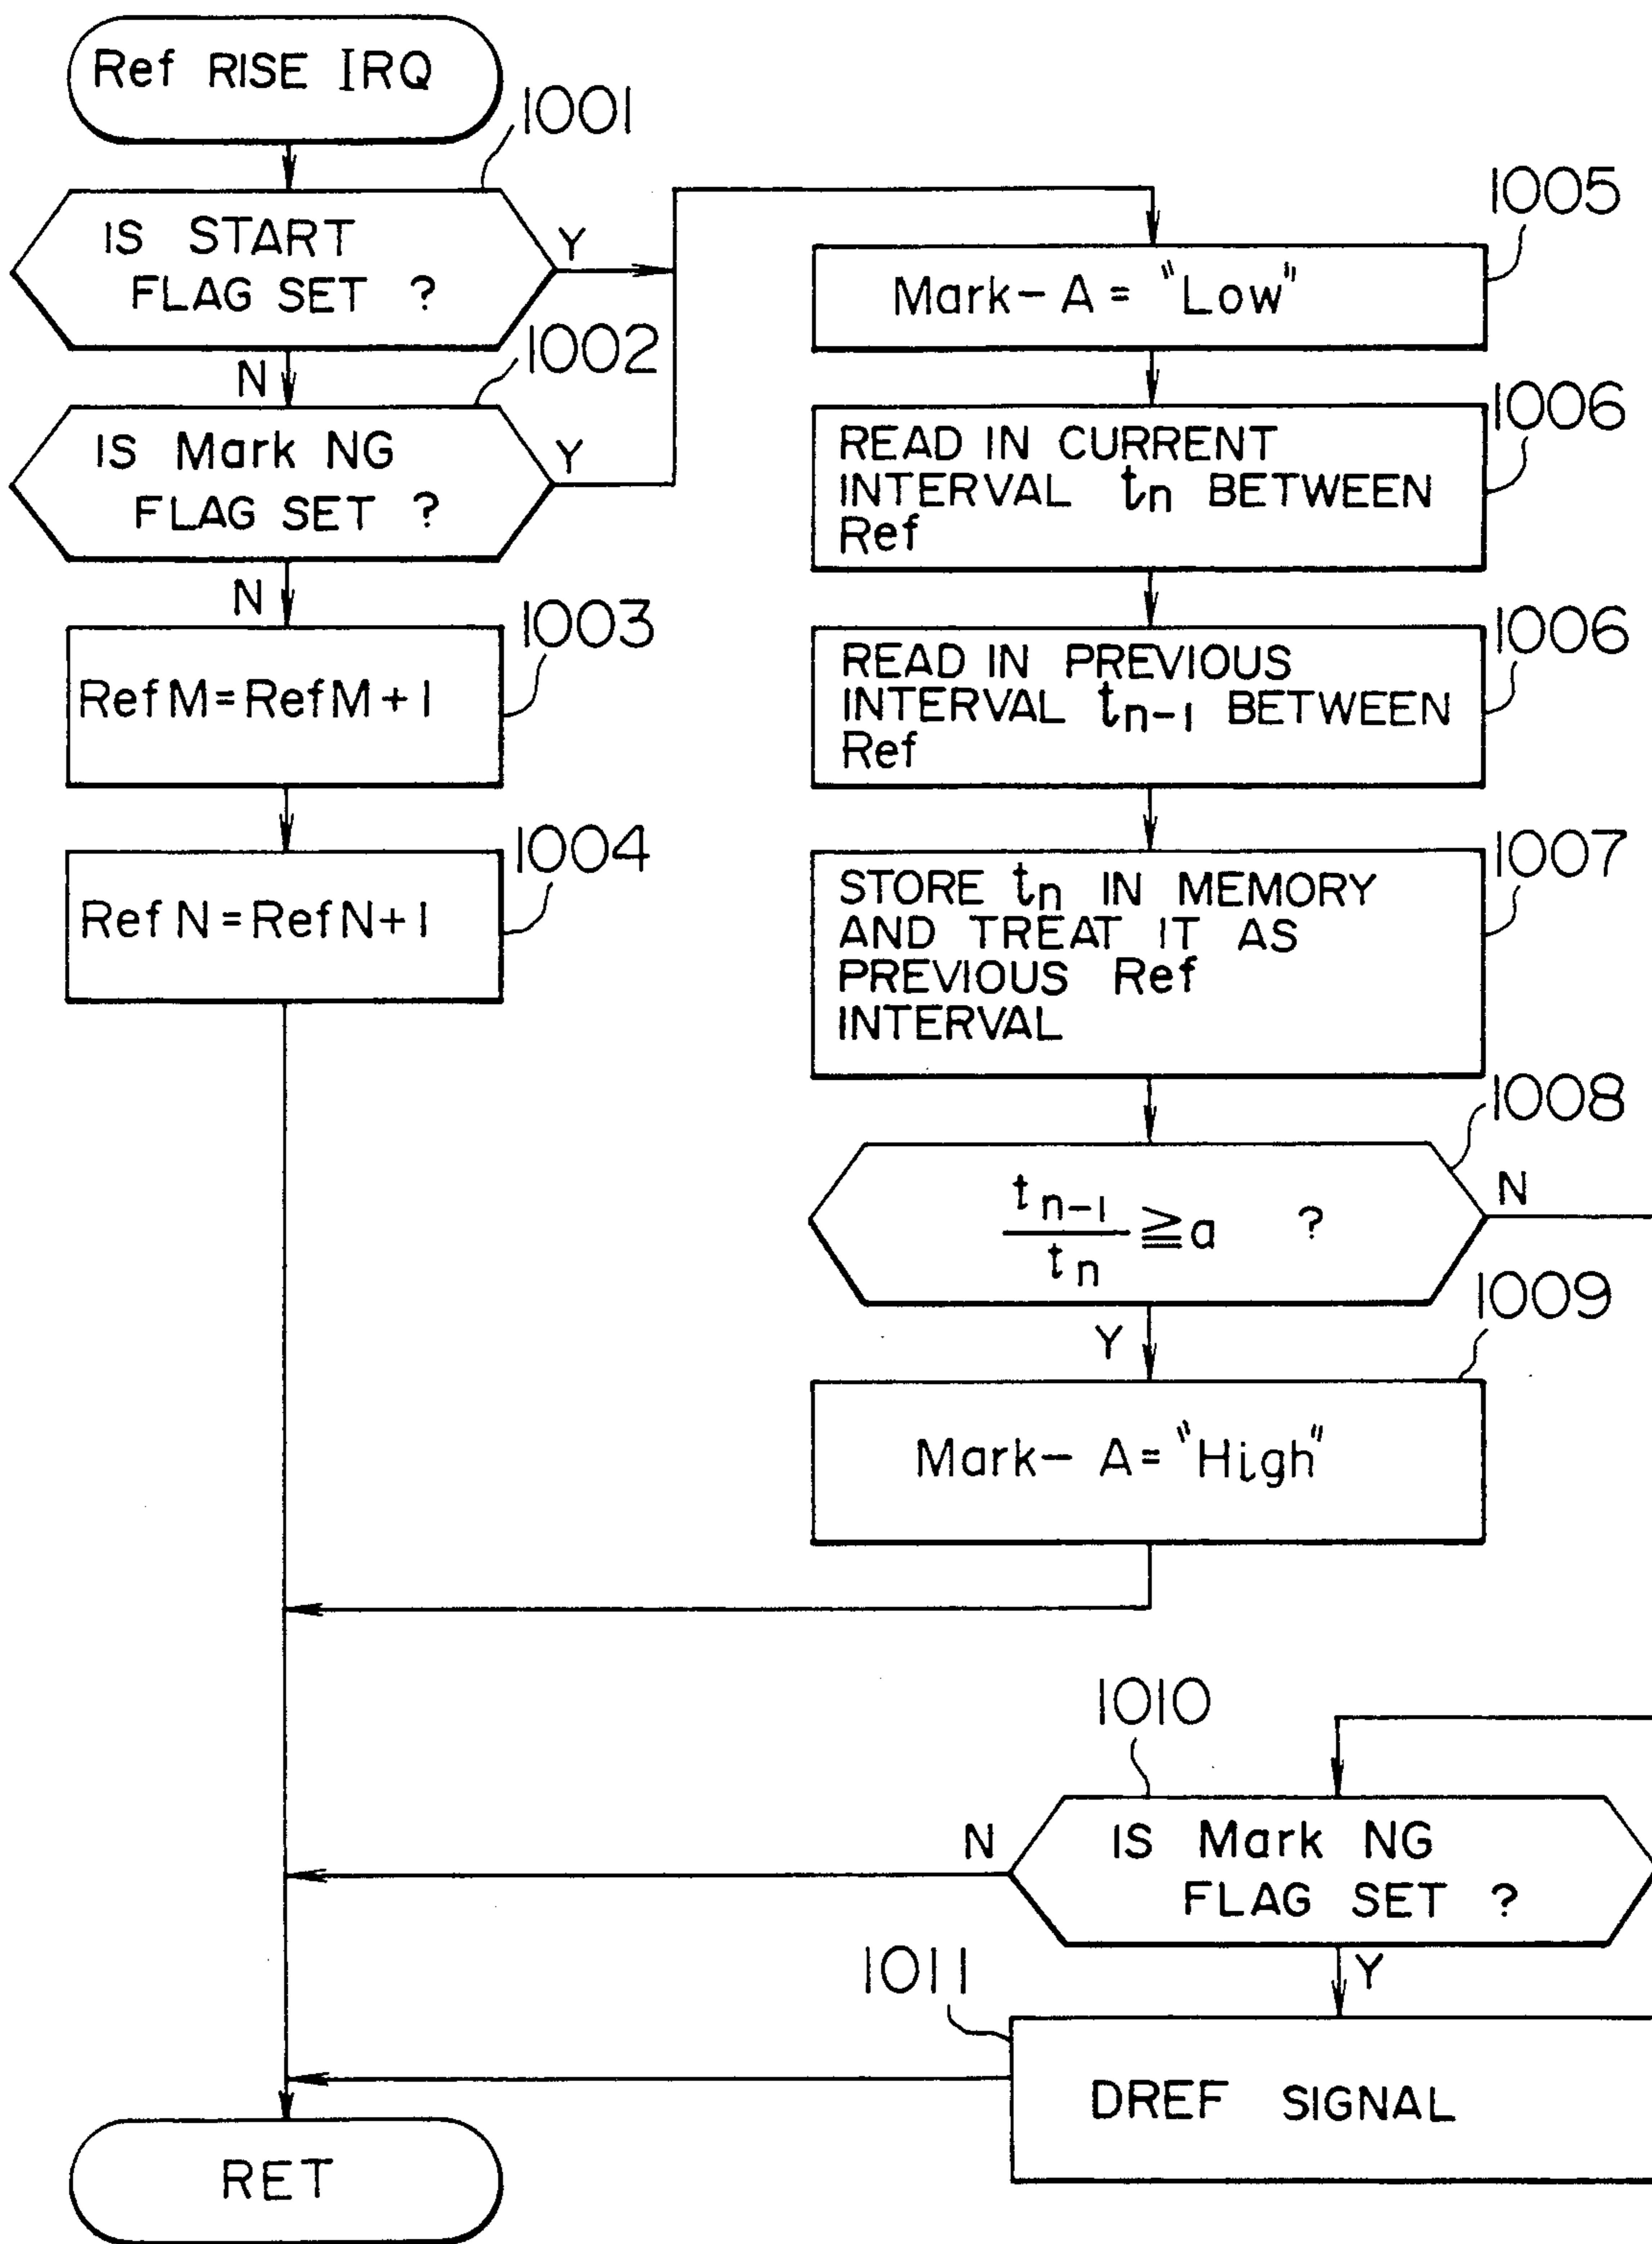 Ref RISE IRQ
1001
IS START
FLAG SET ?
Y
N
1002
IS Mark NG
FLAG SET ?
Y
N
1003
Ref M=Ref M+1
1004
Ref N=Ref N+1
1005
Mark-A = "Low"
1006
READ IN CURRENT
INTERVAL tn BETWEEN
Ref
1006
READ IN PREVIOUS
INTERVAL tn-1 BETWEEN
Ref
1007
STORE tn IN MEMORY
AND TREAT IT AS
PREVIOUS Ref
INTERVAL
1008
tn-1
≧a ?
tn
N
Y
1009
Mark-A = "High"
1010
IS Mark NG
FLAG SET ?
N
Y
1011
DREF SIGNAL
RET